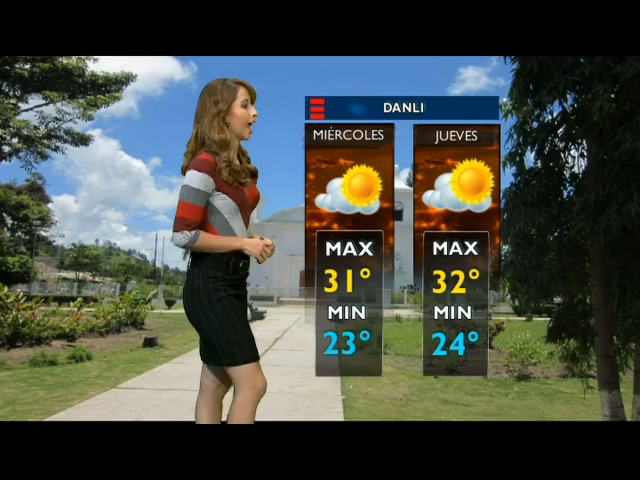 DANLI
MIÉRCOLES
MAX
31°
MIN
23°
JUEVES
MAX
32°
MIN
24°